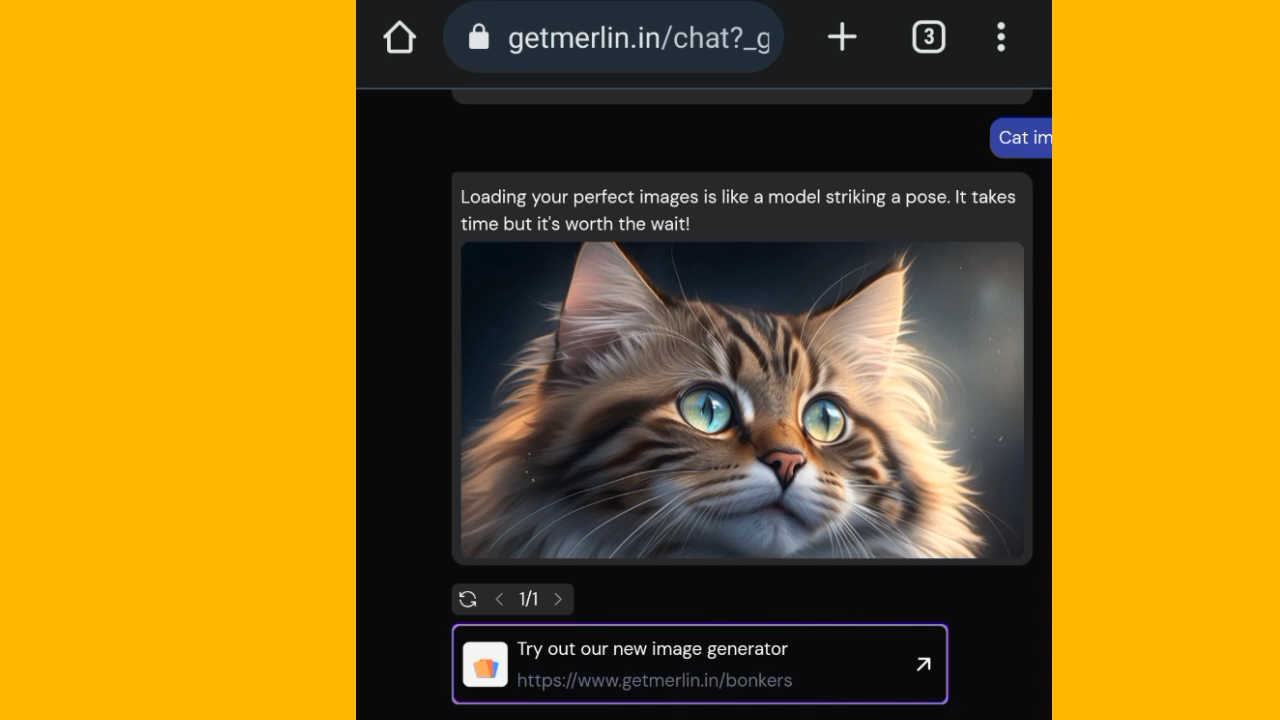 getmerlin.in/chat?_g
3
Cat im
Loading your perfect images is like a model striking a pose. It takes
time but it's worth the wait!
1/1
Try out our new image generator
https://www.getmerlin.in/bonkers